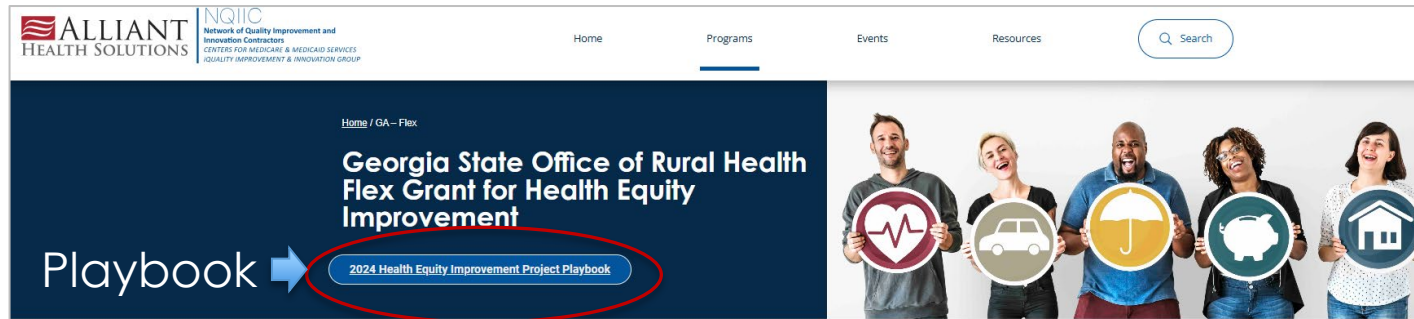 ALLIANT
HEALTH SOLUTIONS
NQIIC
Network of Quality Improvement and
Innovation Contractors
CENTERS FOR MEDICARE & MEDICAID SERVICES
iQUALITY IMPROVEMENT & INNOVATION GROUP
Home
Programs
Events
Resources
Search
Home / GA – Flex
Georgia State Office of Rural Health
Flex Grant for Health Equity
Improvement
Playbook
2024 Health Equity Improvement Project Playbook